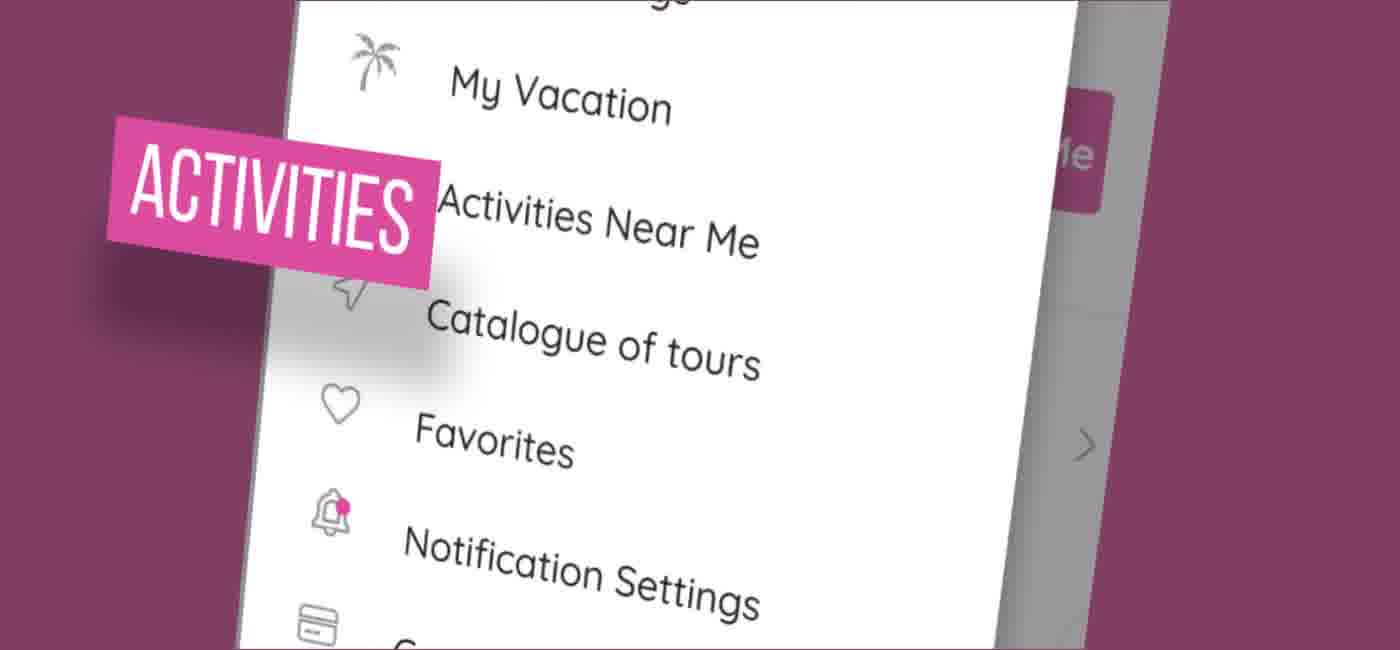 My Vacation
ACTIVITIES
Activities Near Me
Catalogue of tours
Favorites
Notification Settings